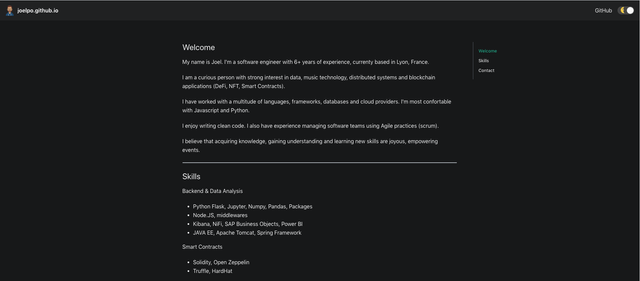 joelpo.github.io
GitHub
Welcome
My name is Joel. I'm a software engineer with 6+ years of experience, currenty based in Lyon, France.
I am a curious person with strong interest in data, music technology, distributed systems and blockchain
applications (DeFi, NFT, Smart Contracts).
I have worked with a multitude of languages, frameworks, databases and cloud providers. I'm most confortable
with Javascript and Python.
I enjoy writing clean code. I also have experience managing software teams using Agile practices (scrum).
I believe that acquiring knowledge, gaining understanding and learning new skills are joyous, empowering
events.
Skills
Backend & Data Analysis
Python Flask, Jupyter, Numpy, Pandas, Packages
Node.JS, middlewares
Kibana, NiFi, SAP Business Objects, Power BI
JAVA EE, Apache Tomcat, Spring Framework
Smart Contracts
Solidity, Open Zeppelin
Truffle, HardHat
Welcome
Skills
Contact